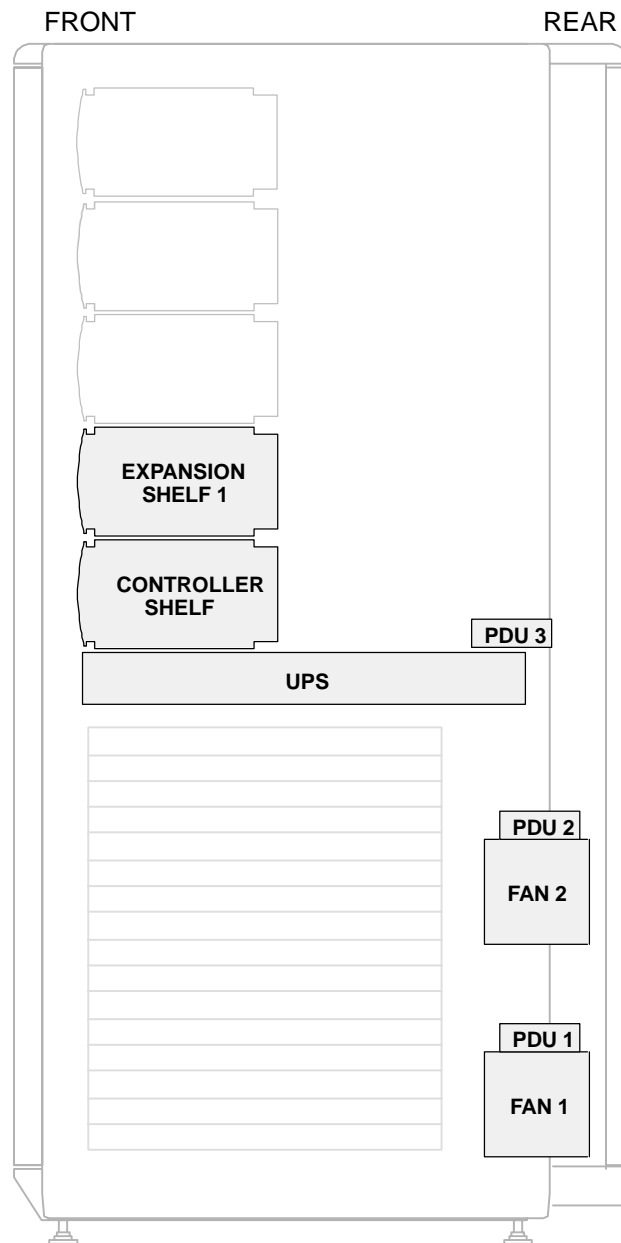 FRONT
REAR
EXPANSION
SHELF 1
CONTROLLER
SHELF
PDU 3
UPS
PDU 2
FAN 2
PDU 1
FAN 1